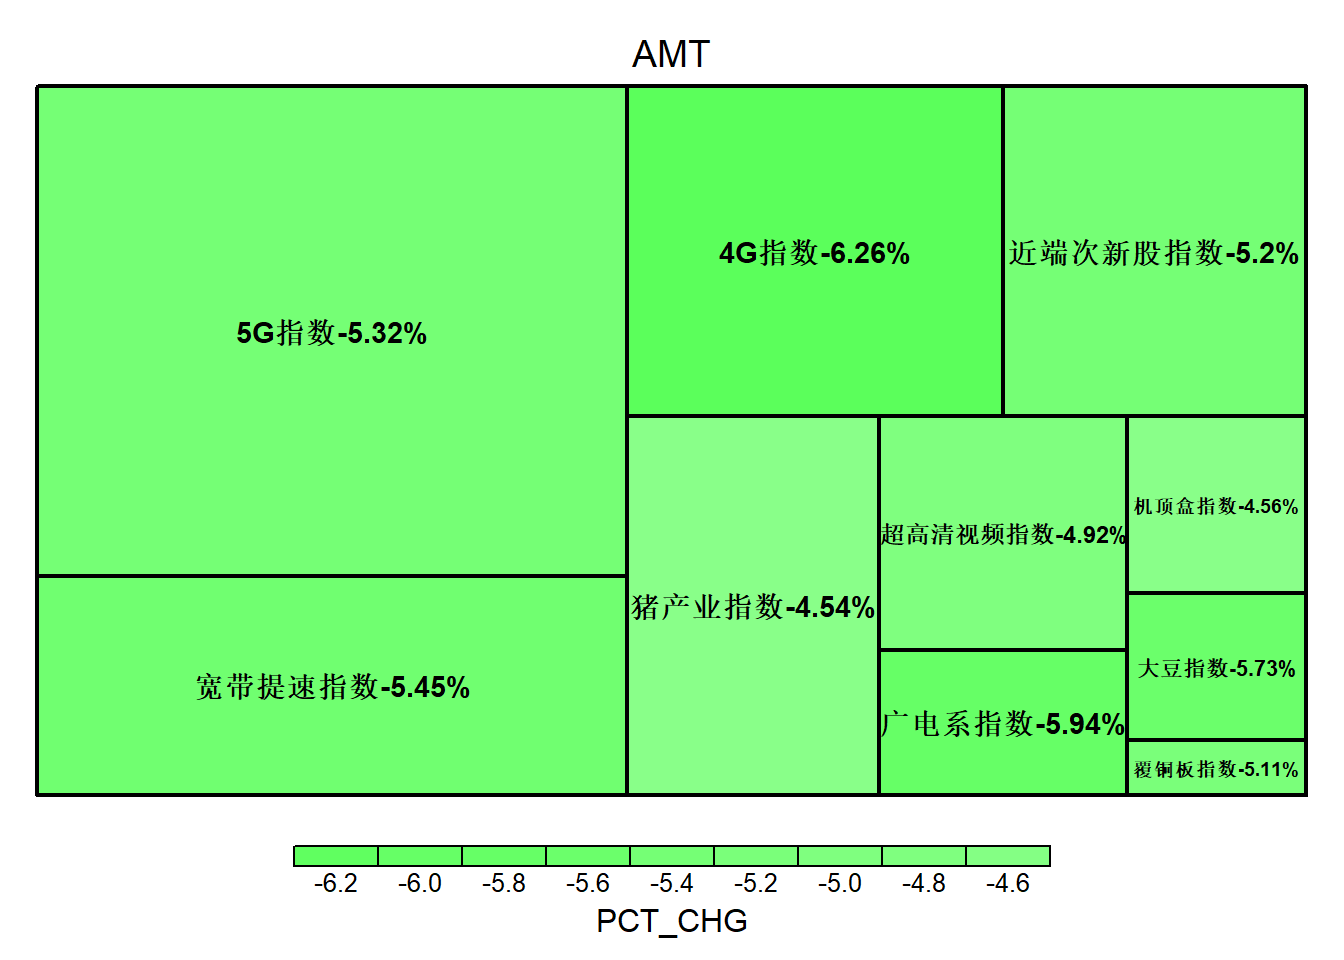 AMT
5G指数-5.32%
宽带提速指数-5.45%
4G指数-6.26%
近端次新股指数-5.2%
猪产业指数-4.54%
超高清视频指数-4.92%
广电系指数-5.94%
机顶盒指数-4.56%
大豆指数-5.73%
覆铜板指数-5.11%
-6.2 -6.0 -5.8 -5.6 -5.4 -5.2 -5.0 -4.8 -4.6
PCT_CHG